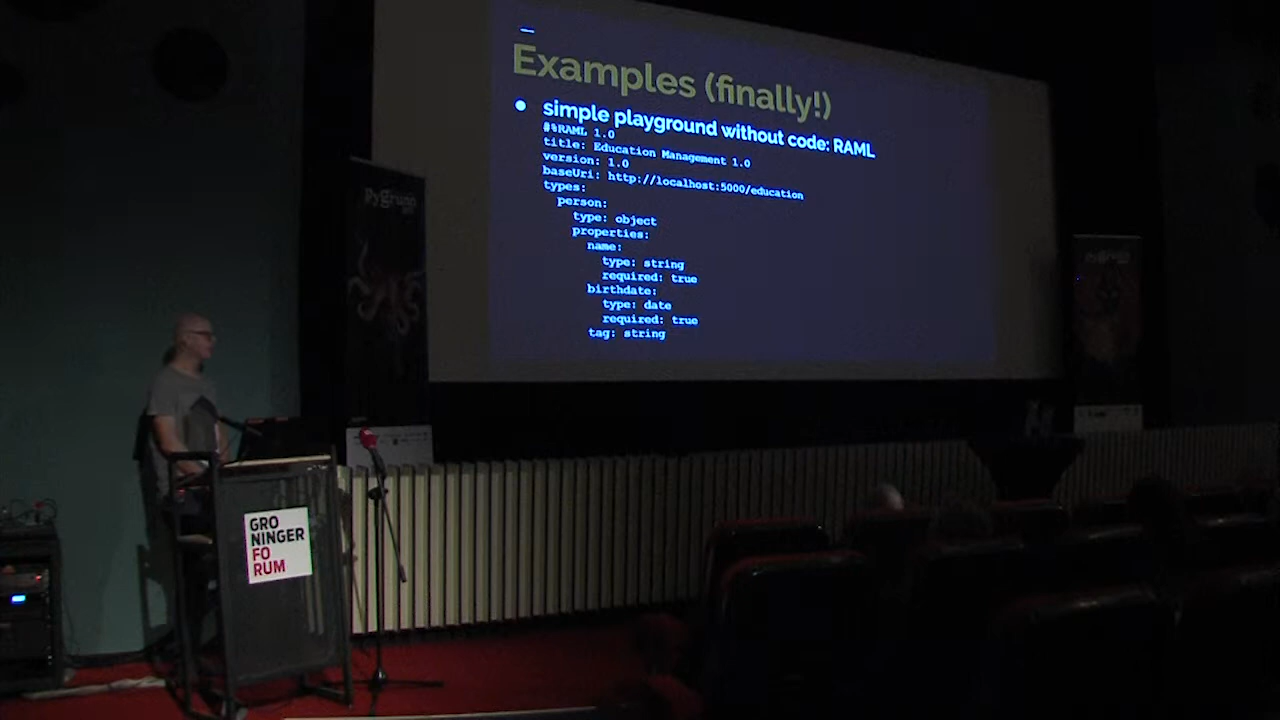 Examples (finally!)
● simple playground without code: RAML
#%RAML 1.0
title: Education Management 1.0
version: 1.0
baseUri: http://localhost:5000/education
types:
person:
type: object
properties:
name:
type: string
required: true
birthdate:
type: date
required: true
tag: string
pygrunn
GRO
NINGER
FO
RUM